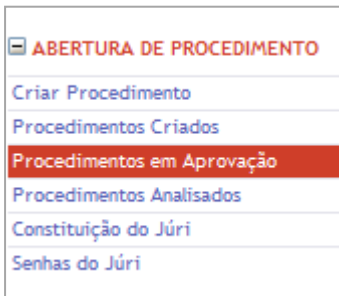 ABERTURA DE PROCEDIMENTO
Criar Procedimento
Procedimentos Criados
Procedimentos em Aprovação
Procedimentos Analisados
Constituição do Júri
Senhas do Júri